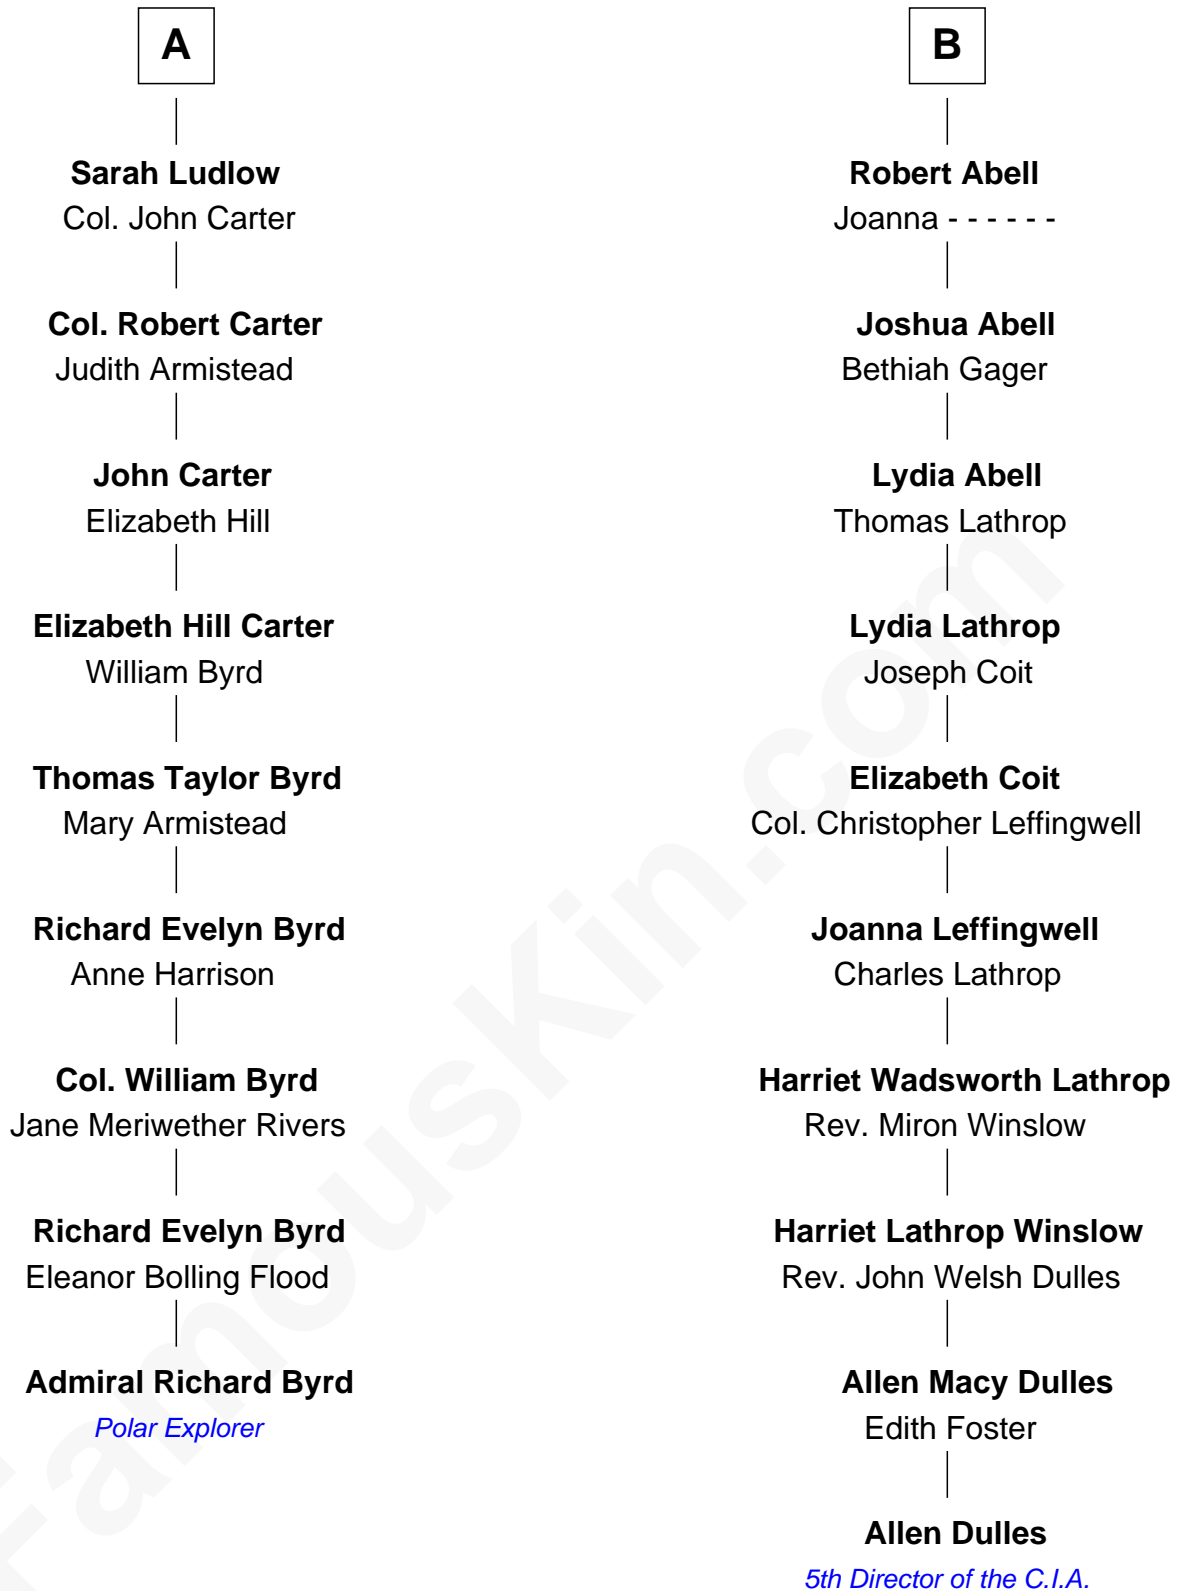 A
Sarah Ludlow
Col. John Carter
Col. Robert Carter
Judith Armistead
John Carter
Elizabeth Hill
Elizabeth Hill Carter
William Byrd
Thomas Taylor Byrd
Mary Armistead
Richard Evelyn Byrd
Anne Harrison
Col. William Byrd
Jane Meriwether Rivers
Richard Evelyn Byrd
Eleanor Bolling Flood
Admiral Richard Byrd
Polar Explorer
B
Robert Abell
Joanna - - - - - -
Joshua Abell
Bethiah Gager
Lydia Abell
Thomas Lathrop
Lydia Lathrop
Joseph Coit
Elizabeth Coit
Col. Christopher Leffingwell
Joanna Leffingwell
Charles Lathrop
Harriet Wadsworth Lathrop
Rev. Miron Winslow
Harriet Lathrop Winslow
Rev. John Welsh Dulles
Allen Macy Dulles
Edith Foster
Allen Dulles
5th Director of the C.I.A.
FamousKin.com